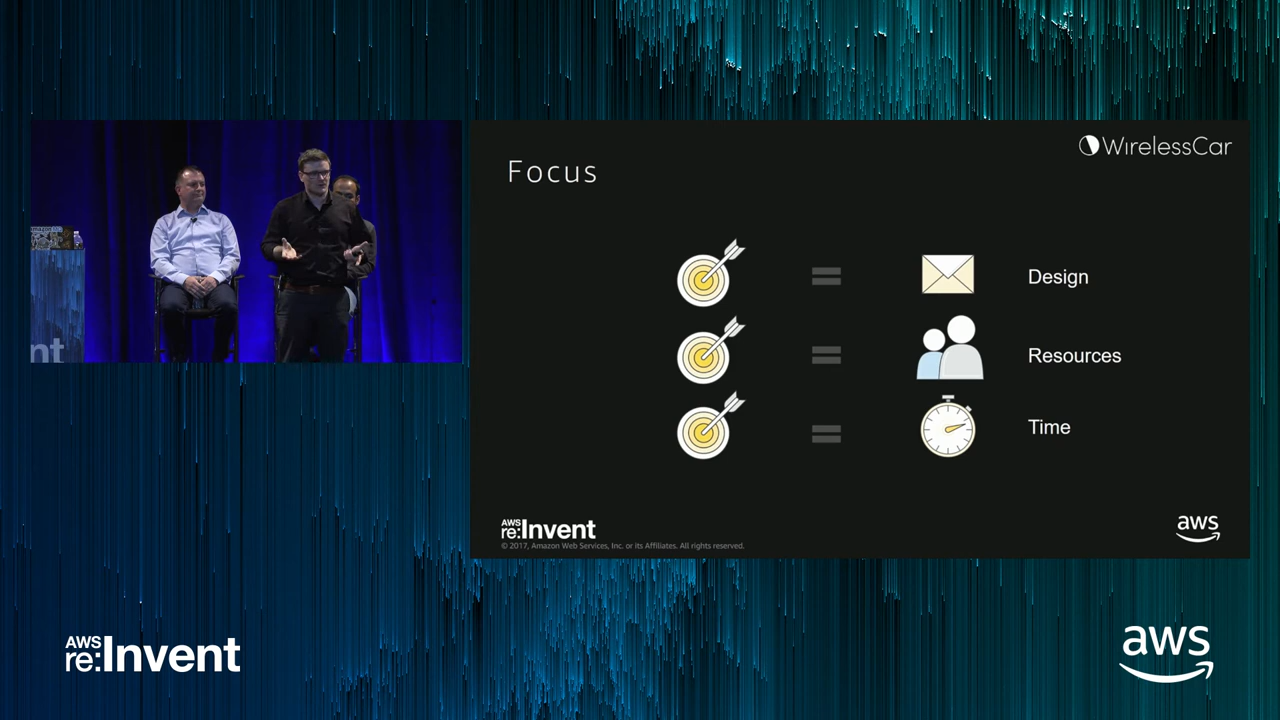 WirelessCar
Focus
Design
Resources
Time
AWS
re:Invent
© 2017, Amazon Web Services, Inc. or its Affiliates. All rights reserved.
aws
nt
AWS
re:Invent
aws